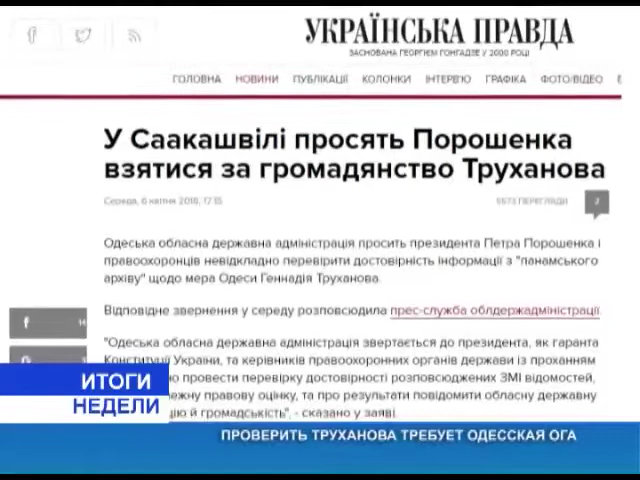 УКРАЇНСЬКА ПРАВДА
ЗАСНОВАНА ГЕОРГІЄМ ГОНГАДЗЕ У 2000 РОЦІ
ГОЛОВНА НОВИНИ ПУБЛІКАЦІЇ КОЛОНКИ ІНТЕРВ'Ю ГРАФІКА ФОТО/ВІДЕО
У Саакашвілі просять Порошенка
взятися за громадянство Труханова
Середа, 6 квітня 2016, 17:15 ПЕРЕГЛЯДИ 2
Одеська обласна державна адміністрація просить президента Петра Порошенка і
правоохоронців невідкладно перевірити достовірність інформації з "панамського
архіву" щодо мера Одеси Геннадія Труханова.
Відповідне звернення у середу розповсюдила прес-служба облдержадміністрації.
"Одеська обласна державна адміністрація звертається до президента, як гаранта
Конституції України, та керівників правоохоронних органів держави із проханням
провести перевірку достовірності розповсюджених ЗМІ відомостей,
правову оцінку, та про результати повідомити обласну державну
й громадськість", - сказано у заяві.
ИТОГИ
НЕДЕЛИ
ПРОВЕРИТЬ ТРУХАНОВА ТРЕБУЕТ ОДЕССКАЯ ОГА